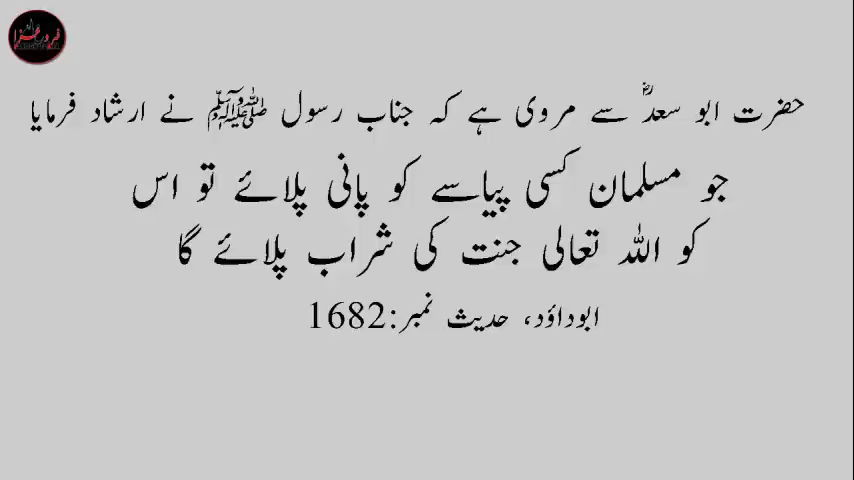 حضرت ابو سعدؓ سے مروی ہے کہ جناب رسول ﷺ نے ارشاد فرمایا
جو مسلمان کسی پیاسے کو پانی پلائے تو اس
کو اللہ تعالی جنت کی شراب پلائے گا
ابوداؤد، حدیث نمبر:1682